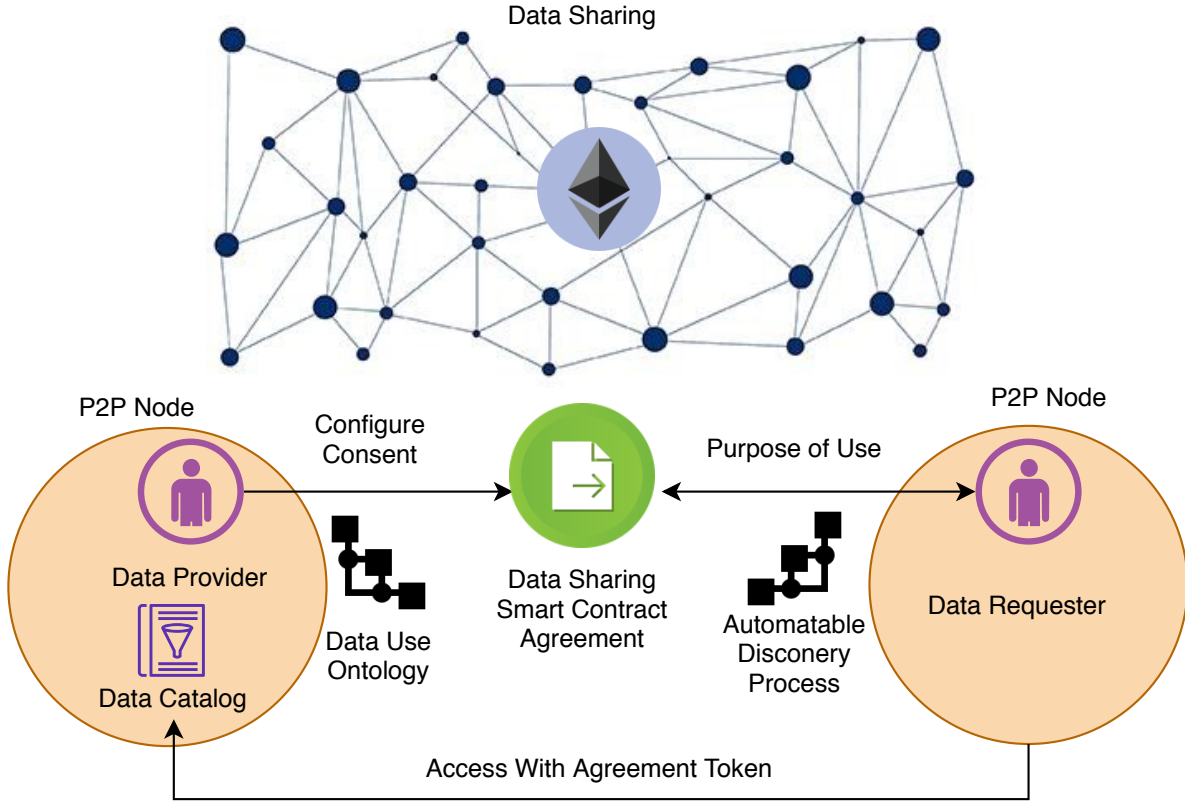 Data Sharing
P2P Node
P2P Node
Configure
Consent
Purpose of Use
Data Provider
Data Catalog
Data Use
Ontology
Data Sharing
Smart Contract
Agreement
Automatable
Disconery
Process
Data Requester
Access With Agreement Token